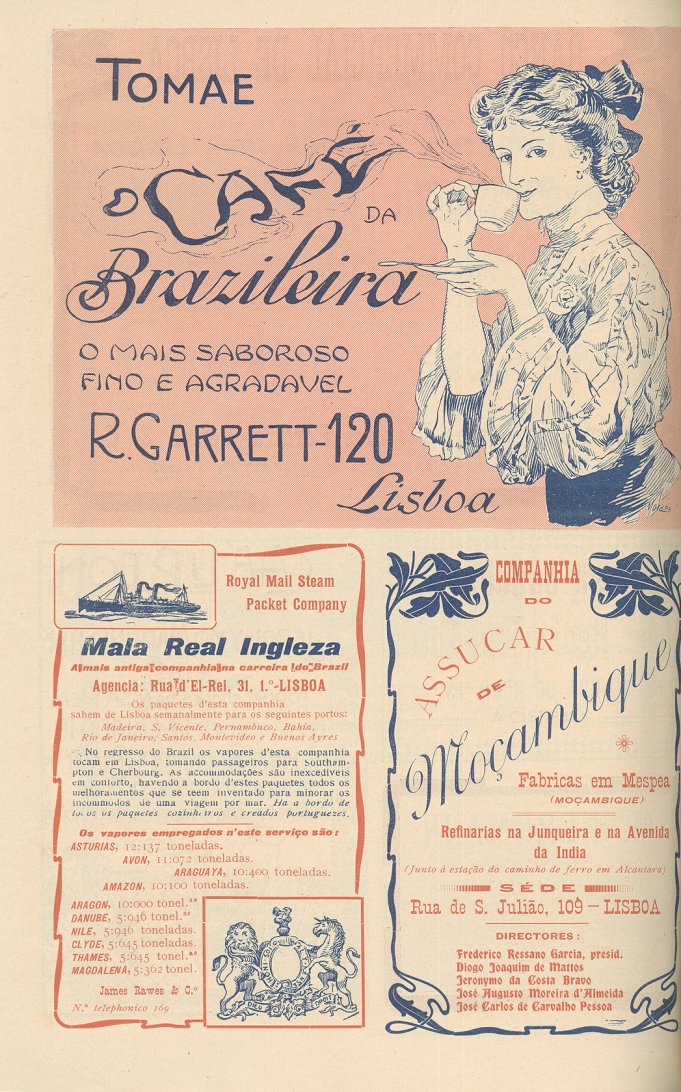 TOMAE
O CAFÉ
DA
Brazileira
O MAIS SABOROSO
FINO E AGRADAVEL
R. GARRETT-120
Lisboa
Royal Mail Steam
Packet Company
Mala Real Ingleza
A mais antiga companhia na carreira do Brazil
Agencia: Rua d'El-Rei, 31, 1.º-LISBOA
Os paquetes d'esta companhia
sahem de Lisboa semanalmente para os seguintes portos:
Madeira, S. Vicente, Pernambuco, Bahia,
Rio de Janeiro, Santos, Montevideo e Buenos Ayres
No regresso do Brazil os vapores d'esta companhia
tocam em Lisboa, tomando passageiros para Southem-
pton e Cherbourg. As accommodações são inexcediveis
em conforto, havendo a bordo d'estes paquetes todos os
melhoramentos que se teem inventado para minorar os
incommodos de uma viagem por mar. Ha a bordo de
todos os paquetes cozinheiros e creados portuguezes.
Os vapores empregados n'este serviço são:
ASTURIAS, 12:137 toneladas.
AVON, 11:072 toneladas.
ARAGUAYA, 10:400 toneladas.
AMAZON, 10:100 toneladas.
ARAGON, 10:000 tonel.as
DANUBE, 5:946 tonel.as
NILE, 5:946 toneladas.
CLYDE, 5:645 toneladas.
THAMES, 5:645 tonel.as
MAGDALENA, 5:362 tonel.
James Rawes & C.º
N.º telephonico 169
COMPANHIA
DO
ASSUCAR
DE
Moçambique
Fabricas em Mespea
(MOÇAMBIQUE)
Refinarias na Junqueira e na Avenida
da India
(Junto á estação do caminho de ferro em Alcantara)
SÉDE
Rua de S. Julião, 109 — LISBOA
DIRECTORES:
Frederico Ressano Garcia, presid.
Diogo Joaquim de Mattos
Jeronymo da Costa Bravo
José Augusto Moreira d'Almeida
José Carlos de Carvalho Pessoa